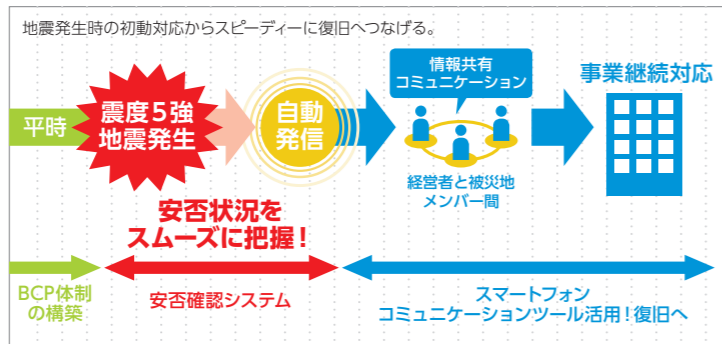 地震発生時の初動対応からスピーディーに復旧へつなげる。
平時
震度5強
地震発生
自動
発信
情報共有
コミュニケーション
経営者と被災地
メンバー間
事業継続対応
安否状況を
スムーズに把握！
BCP体制
の構築
安否確認システム
スマートフォン
コミュニケーションツール活用！復旧へ